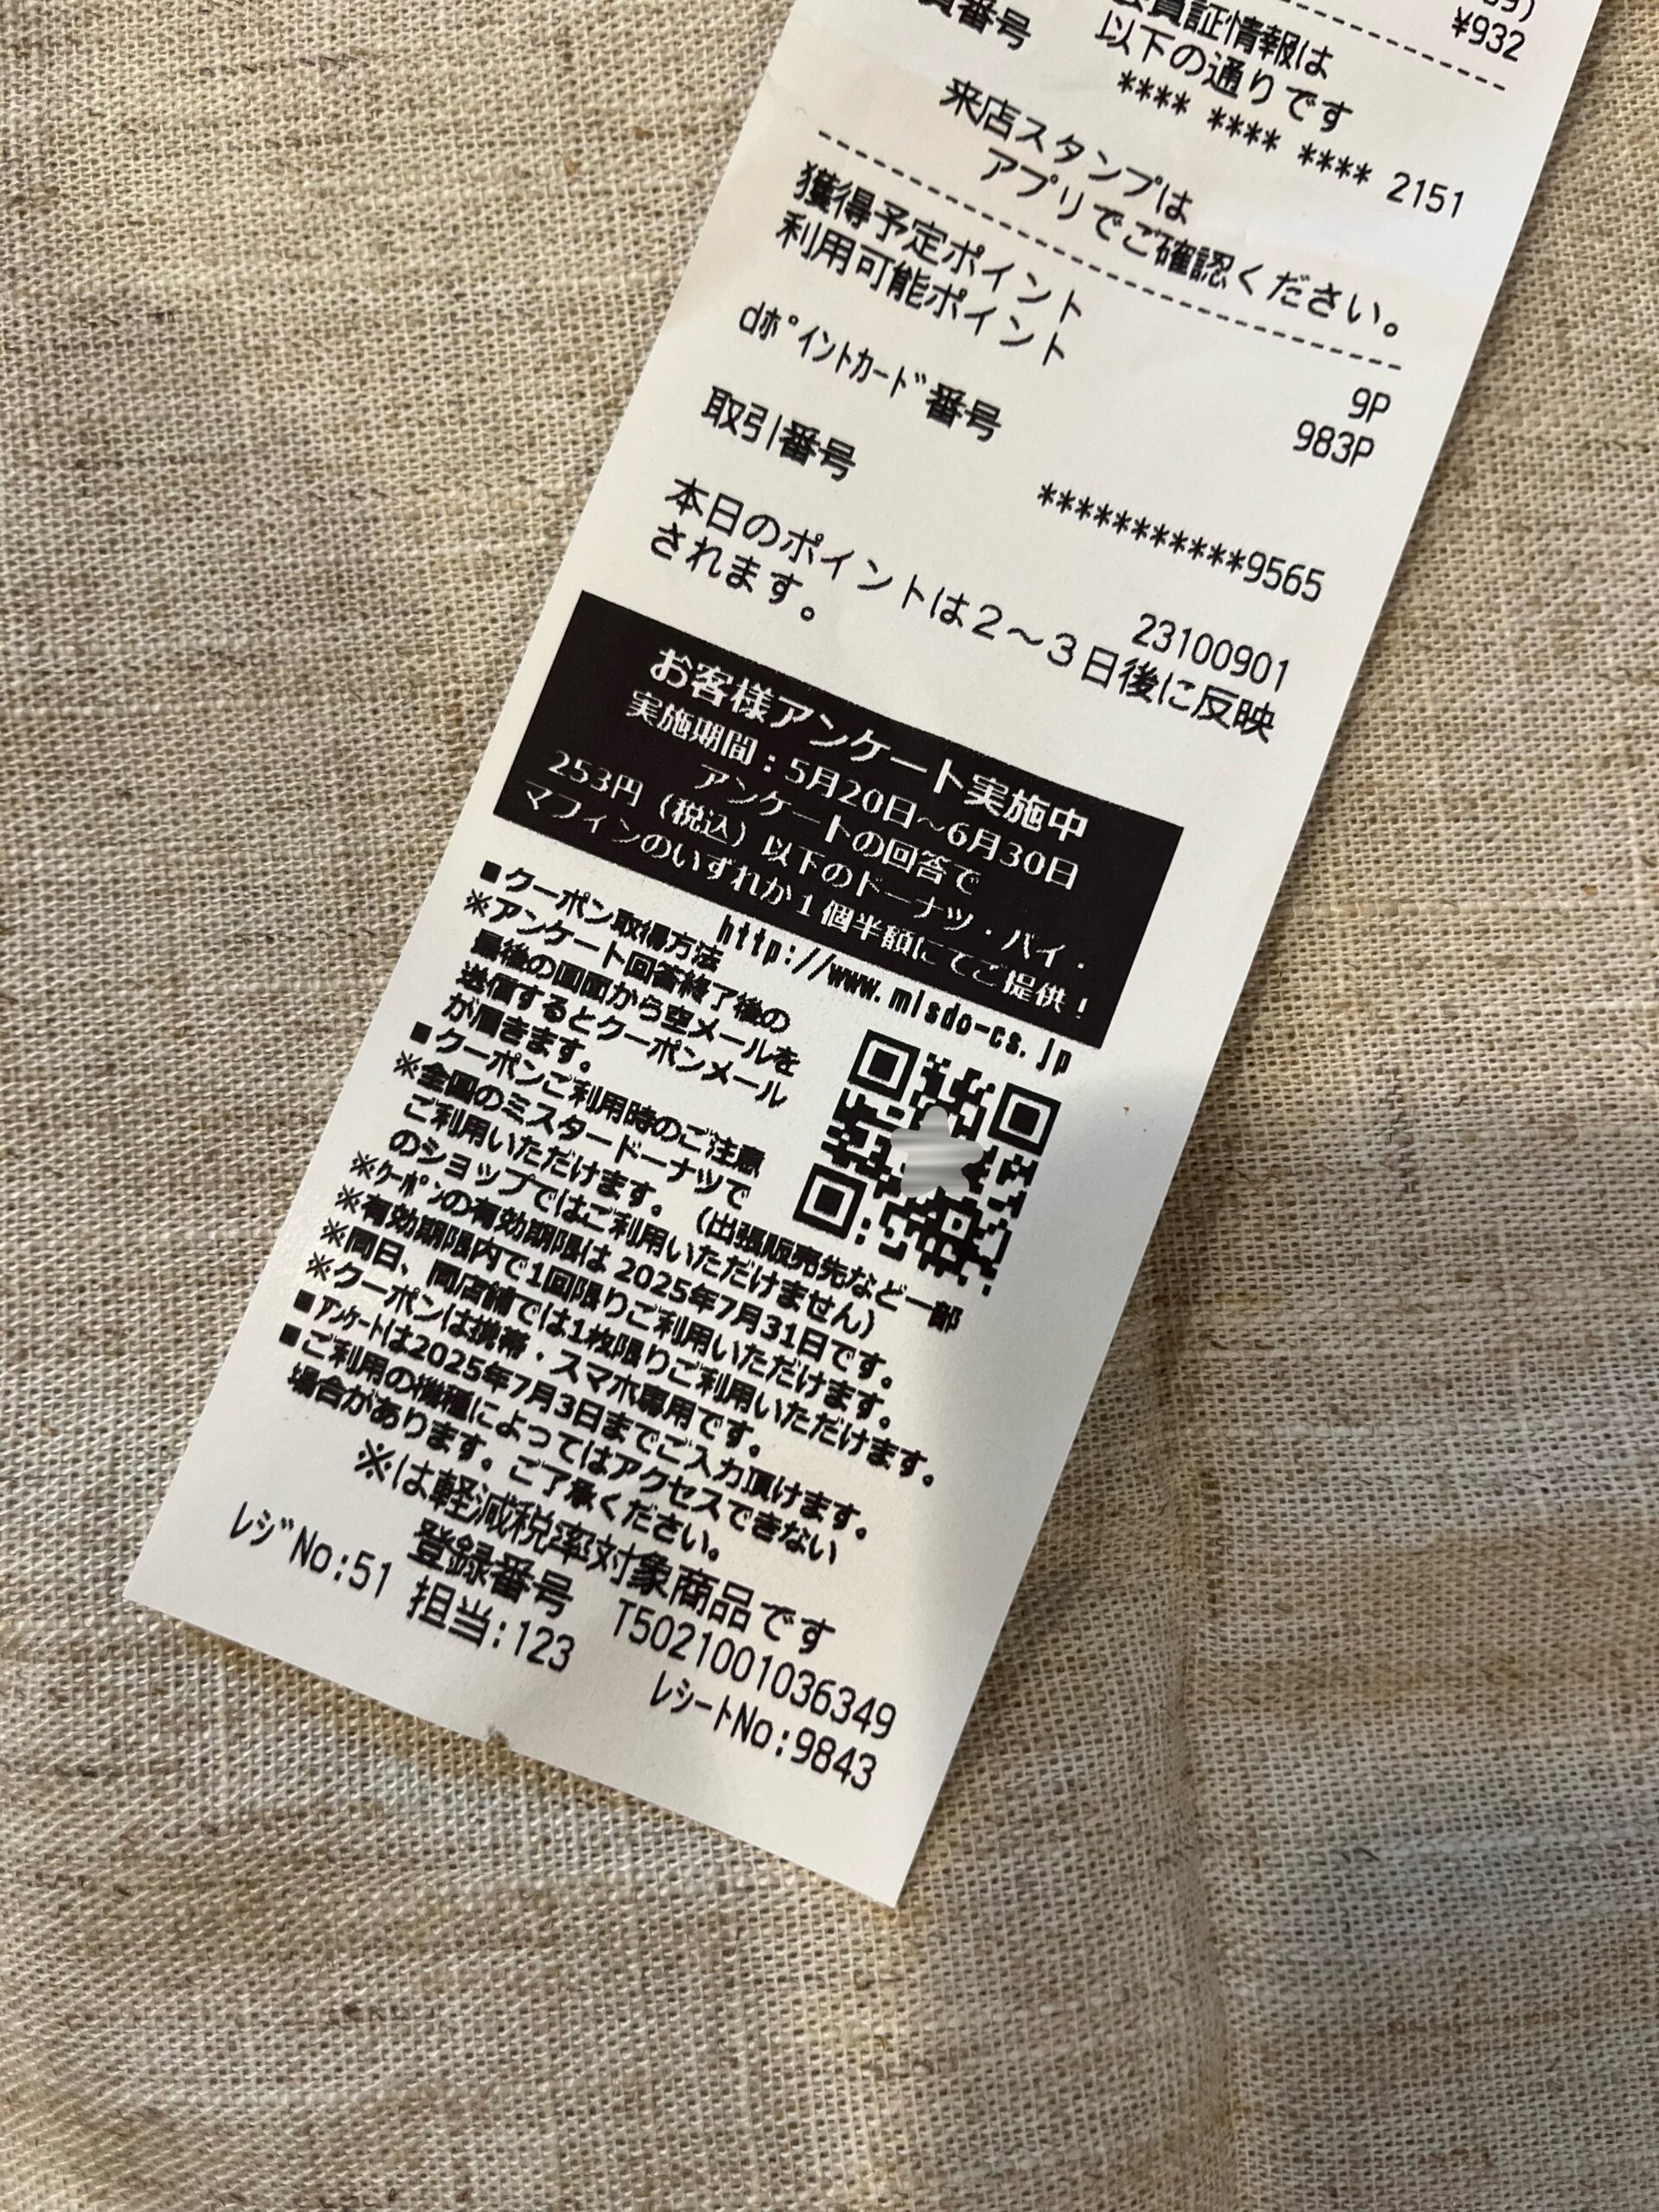 ¥932
会員証情報は
以下の通りです
員番号
**** **** **** 2151
来店スタンプは
アプリでご確認ください。
獲得予定ポイント 9P
利用可能ポイント 983P
dﾎﾟｲﾝﾄｶｰﾄﾞ番号
***********9565
取引番号 23100901
本日のポイントは2～3日後に反映
されます。
お客様アンケート実施中
実施期間：5月20日～6月30日
アンケートの回答で
253円（税込）以下のドーナツ・パイ・
マフィンのいずれか1個半額にてご提供！
http://www.misdo-cs.jp
■クーポン取得方法
※アンケート回答終了後の
最後の画面から空メールを
送信するとクーポンメール
が届きます。
■クーポンご利用時のご注意
※全国のミスタードーナツで
ご利用いただけます。（出張販売先など一部
のショップではご利用いただけません）
※ｸｰﾎﾟﾝの有効期限は 2025年7月31日です。
※有効期限内で1回限りご利用いただけます。
※同日、同店舗では1枚限りご利用いただけます。
※クーポンは携帯・スマホ専用です。
■ｱﾝｹｰﾄは2025年7月3日までご入力頂けます。
■ご利用の機種によってはアクセスできない
場合があります。ご了承ください。
※は軽減税率対象商品です
登録番号 T5021001036349
ﾚｼﾞNo:51 担当:123 ﾚｼｰﾄNo:9843